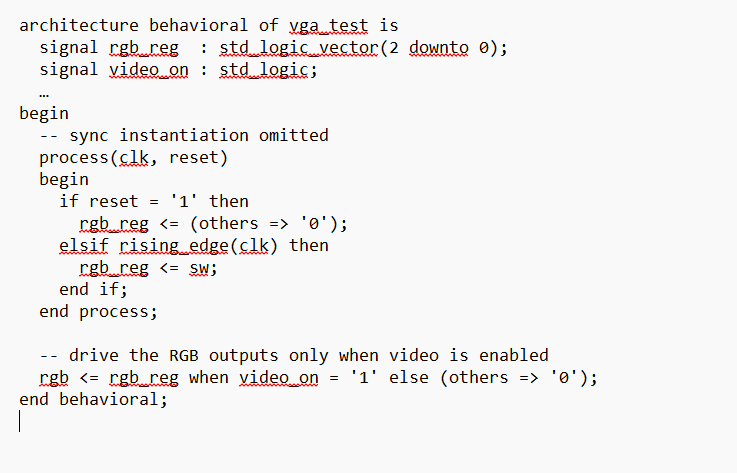 architecture behavioral of vga_test is
signal rgb_reg : std_logic_vector(2 downto 0);
signal video_on : std_logic;
…
begin
-- sync instantiation omitted
process(clk, reset)
begin
if reset = '1' then
rgb_reg <= (others => '0');
elsif rising_edge(clk) then
rgb_reg <= sw;
end if;
end process;
-- drive the RGB outputs only when video is enabled
rgb <= rgb_reg when video_on = '1' else (others => '0');
end behavioral;